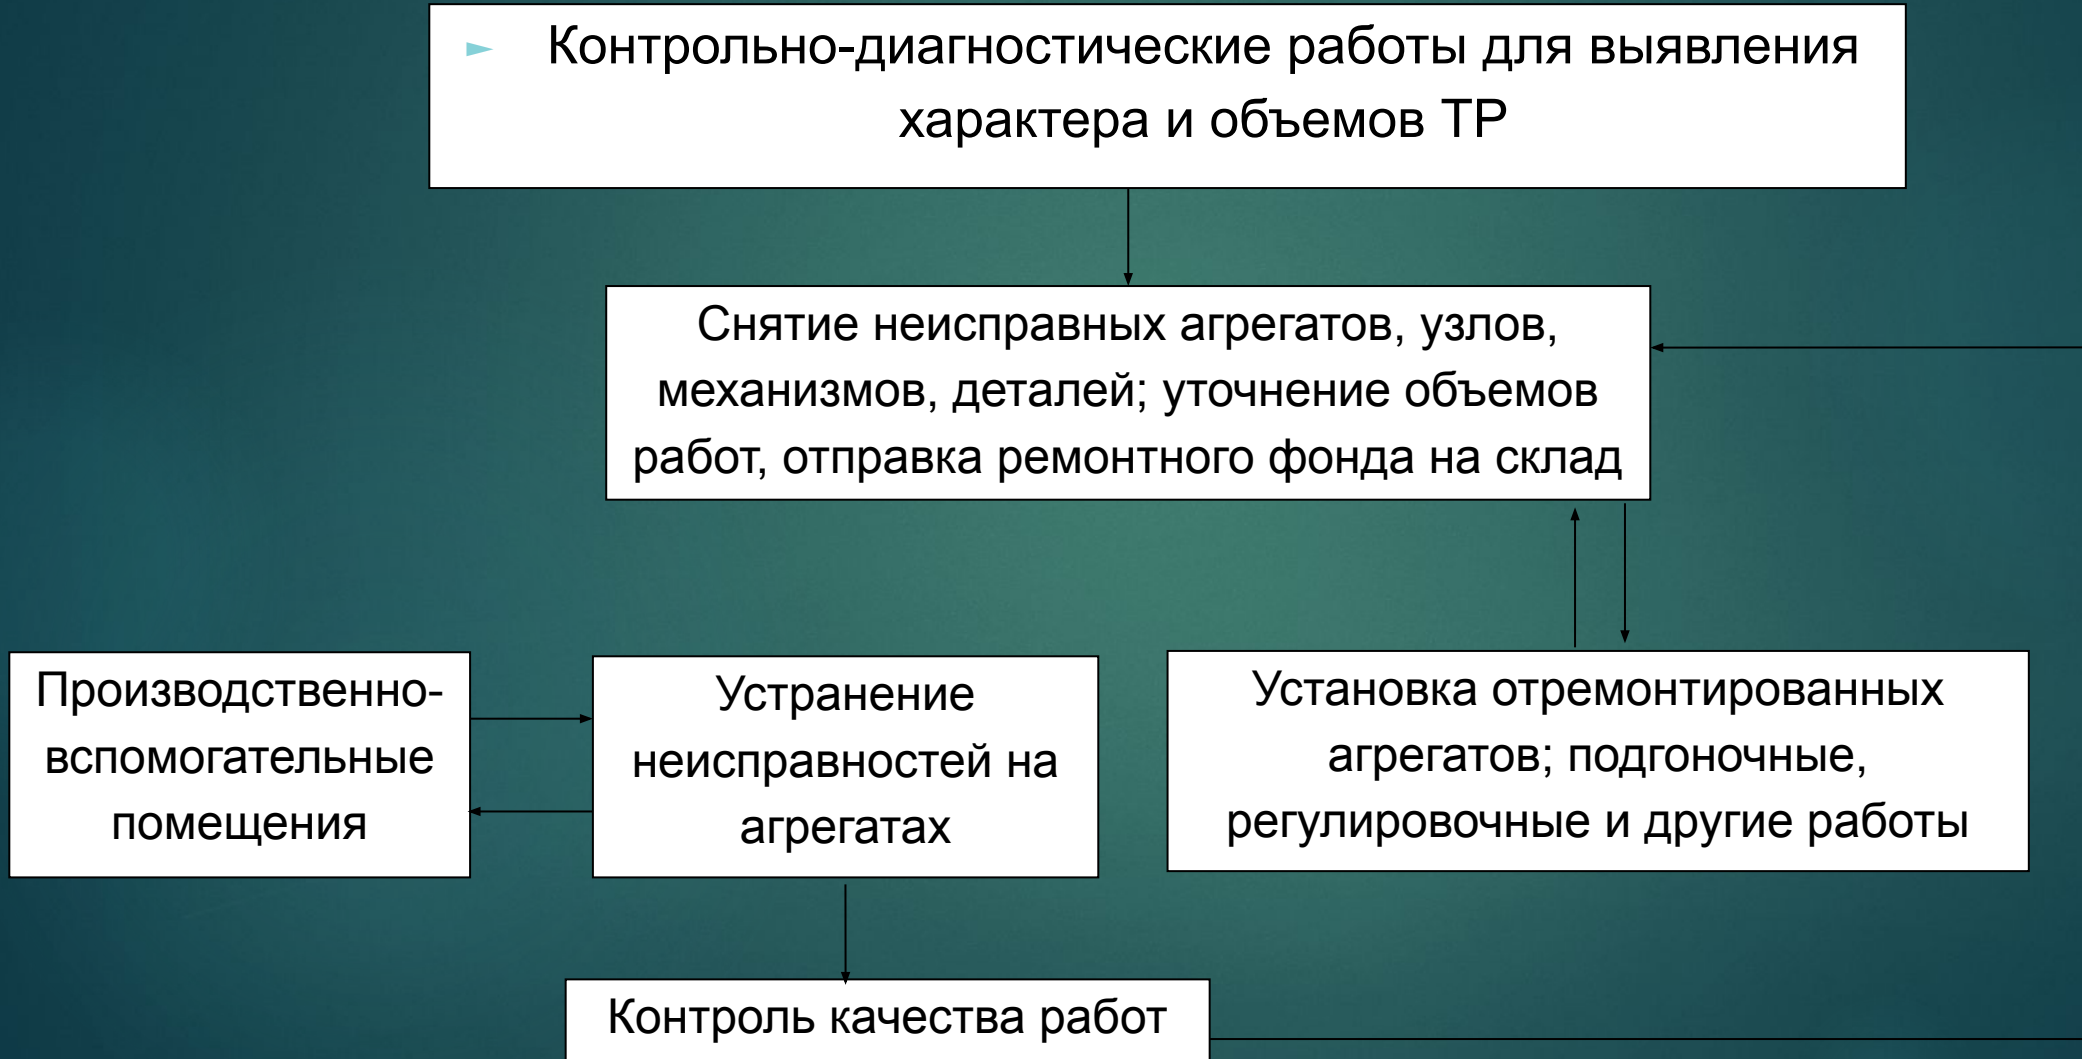 Контрольно-диагностические работы для выявления
характера и объемов ТР
Снятие неисправных агрегатов, узлов,
механизмов, деталей; уточнение объемов
работ, отправка ремонтного фонда на склад
Производственно-
вспомогательные
помещения
Устранение
неисправностей на
агрегатах
Установка отремонтированных
агрегатов; подгоночные,
регулировочные и другие работы
Контроль качества работ